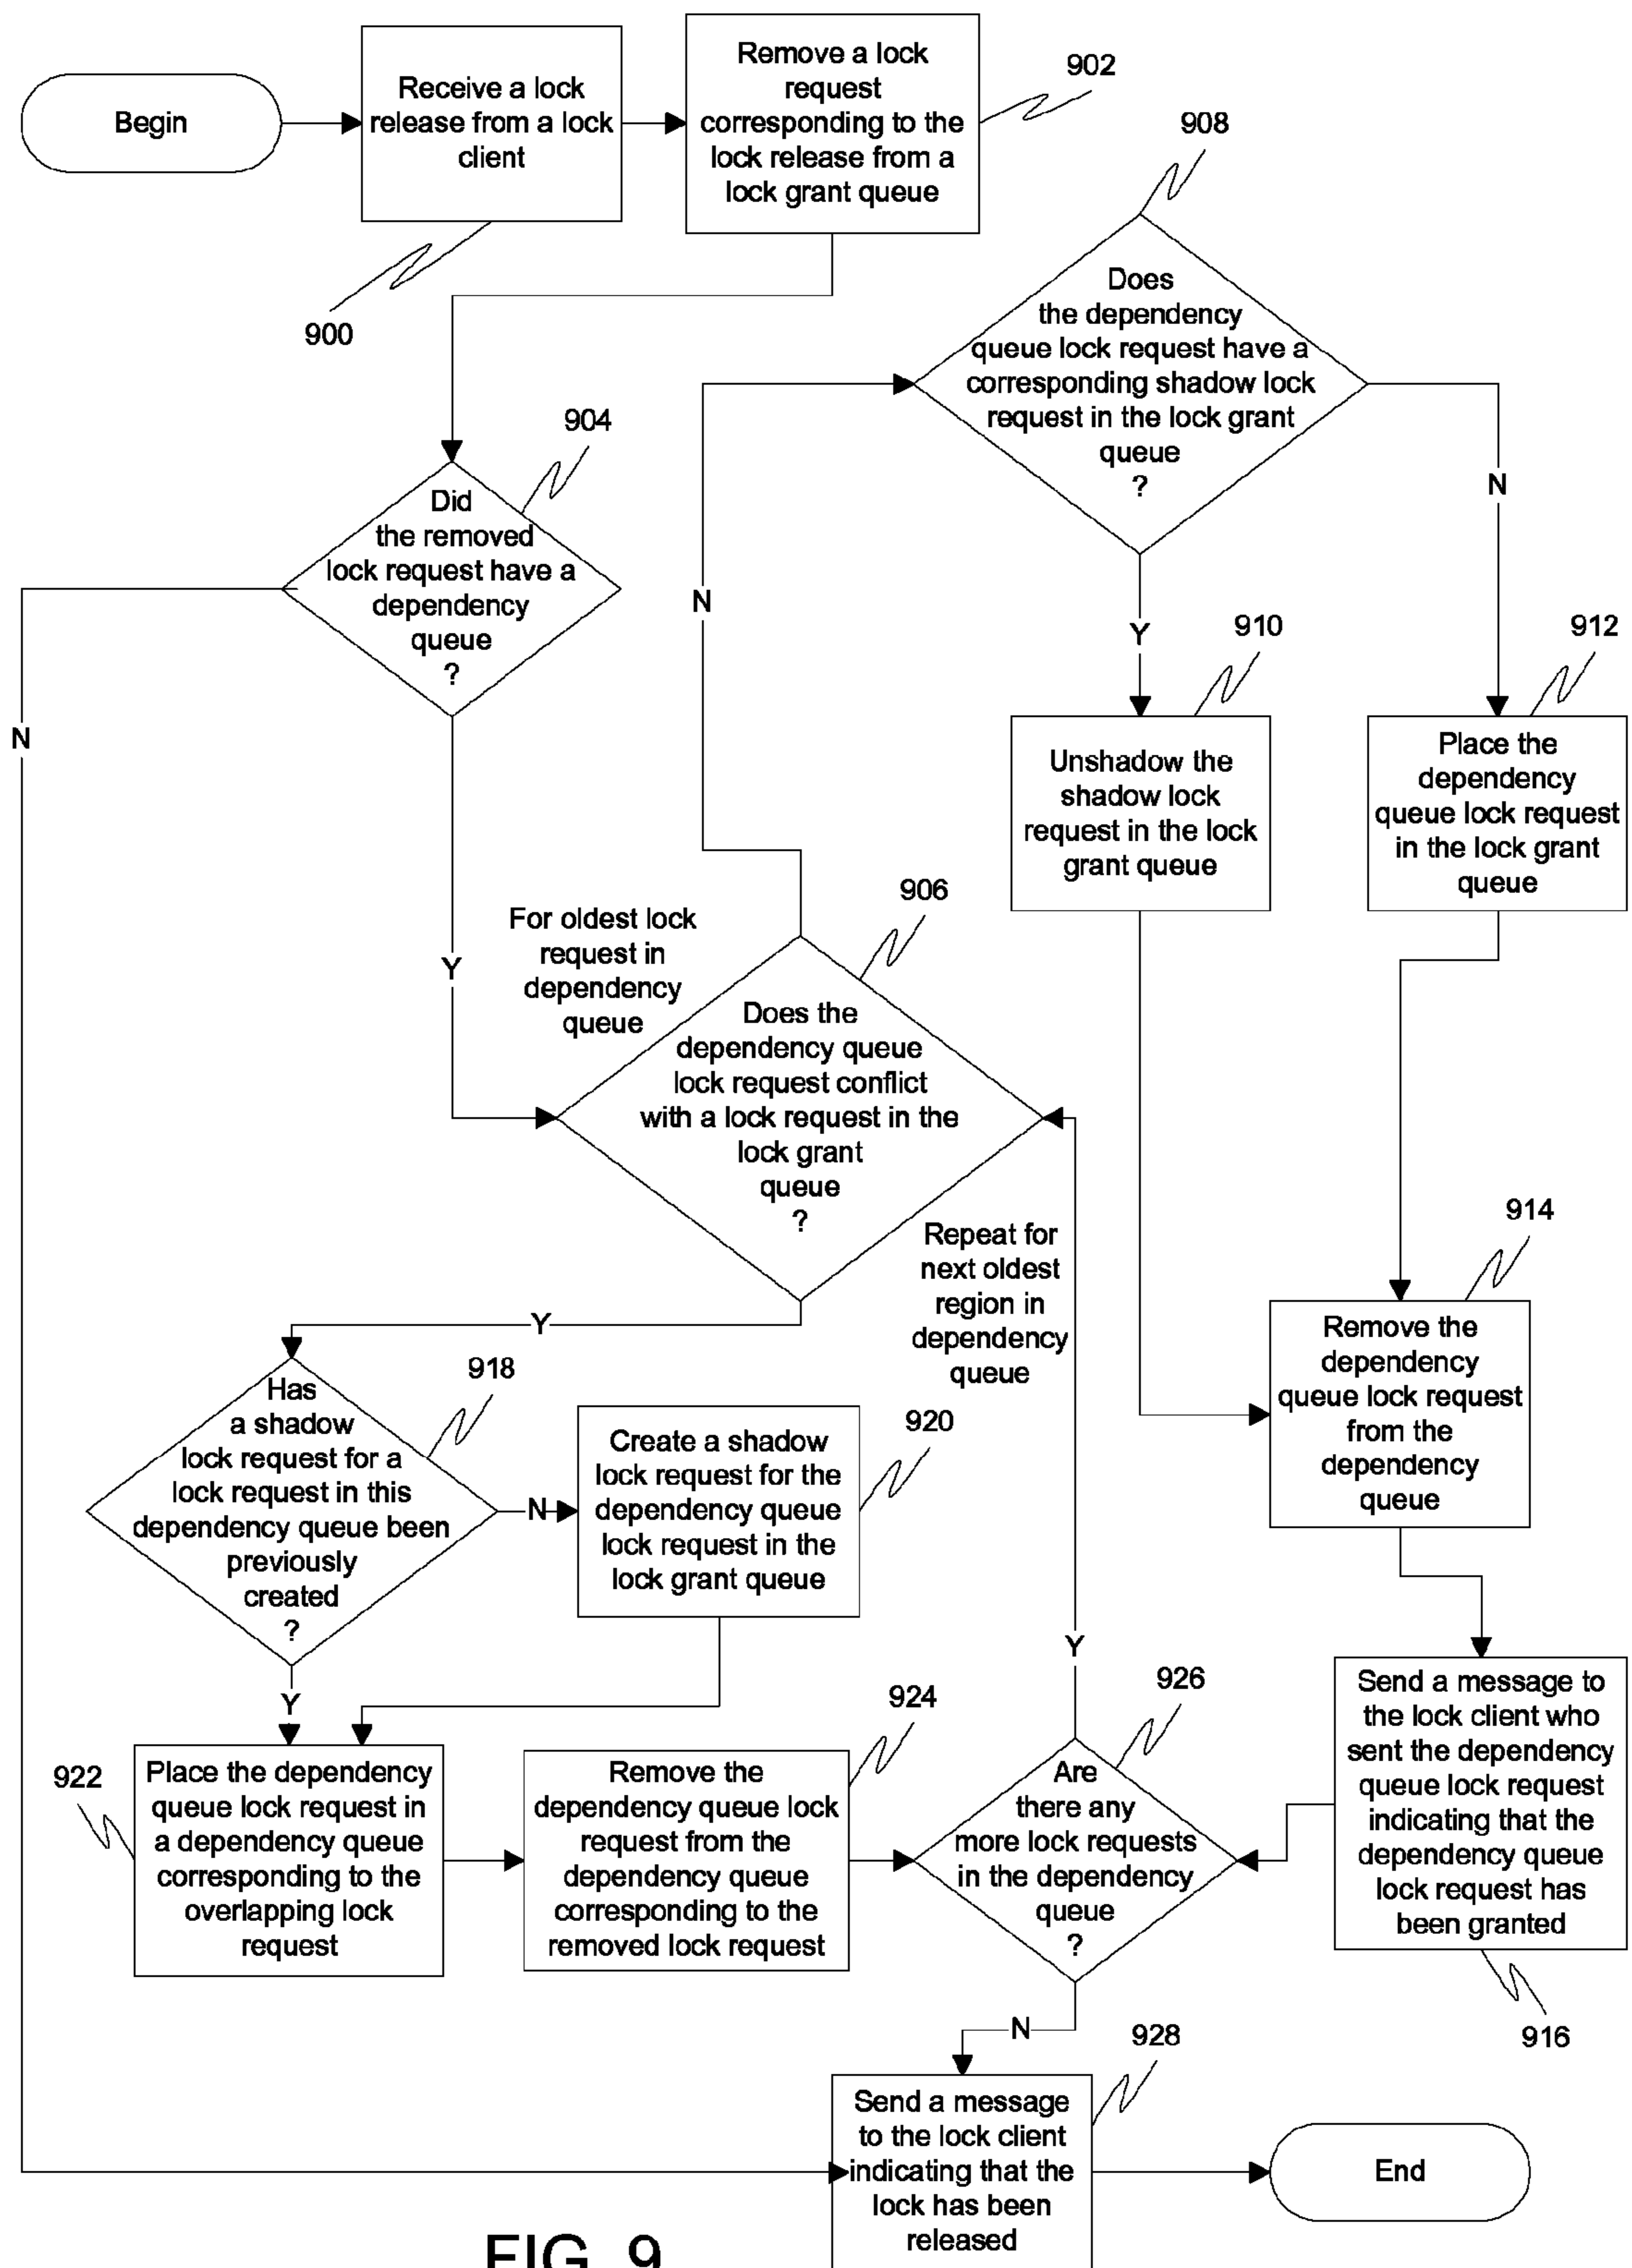 Begin
Receive a lock
release from a lock
client
900
Remove a lock
request
corresponding to the
lock release from a
lock grant queue
902
Did
the removed
lock request have a
dependency
queue
?
904
N
Y
For oldest lock
request in
dependency
queue
Does the
dependency queue
lock request conflict
with a lock request in the
lock grant
queue
?
906
N
Does
the dependency
queue lock request have a
corresponding shadow lock
request in the lock grant
queue
?
908
Y
N
Unshadow the
shadow lock
request in the lock
grant queue
910
Place the
dependency
queue lock request
in the lock grant
queue
912
Remove the
dependency
queue lock request
from the
dependency
queue
914
Send a message to
the lock client who
sent the dependency
queue lock request
indicating that the
dependency queue
lock request has
been granted
916
Y
Has
a shadow
lock request for a
lock request in this
dependency queue been
previously
created
?
918
N
Create a shadow
lock request for the
dependency queue
lock request in the
lock grant queue
920
Y
Place the dependency
queue lock request in
a dependency queue
corresponding to the
overlapping lock
request
922
Remove the
dependency queue lock
request from the
dependency queue
corresponding to the
removed lock request
924
Are
there any
more lock requests
in the dependency
queue
?
926
Y
Repeat for
next oldest
region in
dependency
queue
N
Send a message
to the lock client
indicating that the
lock has been
released
928
End
FIG. 9